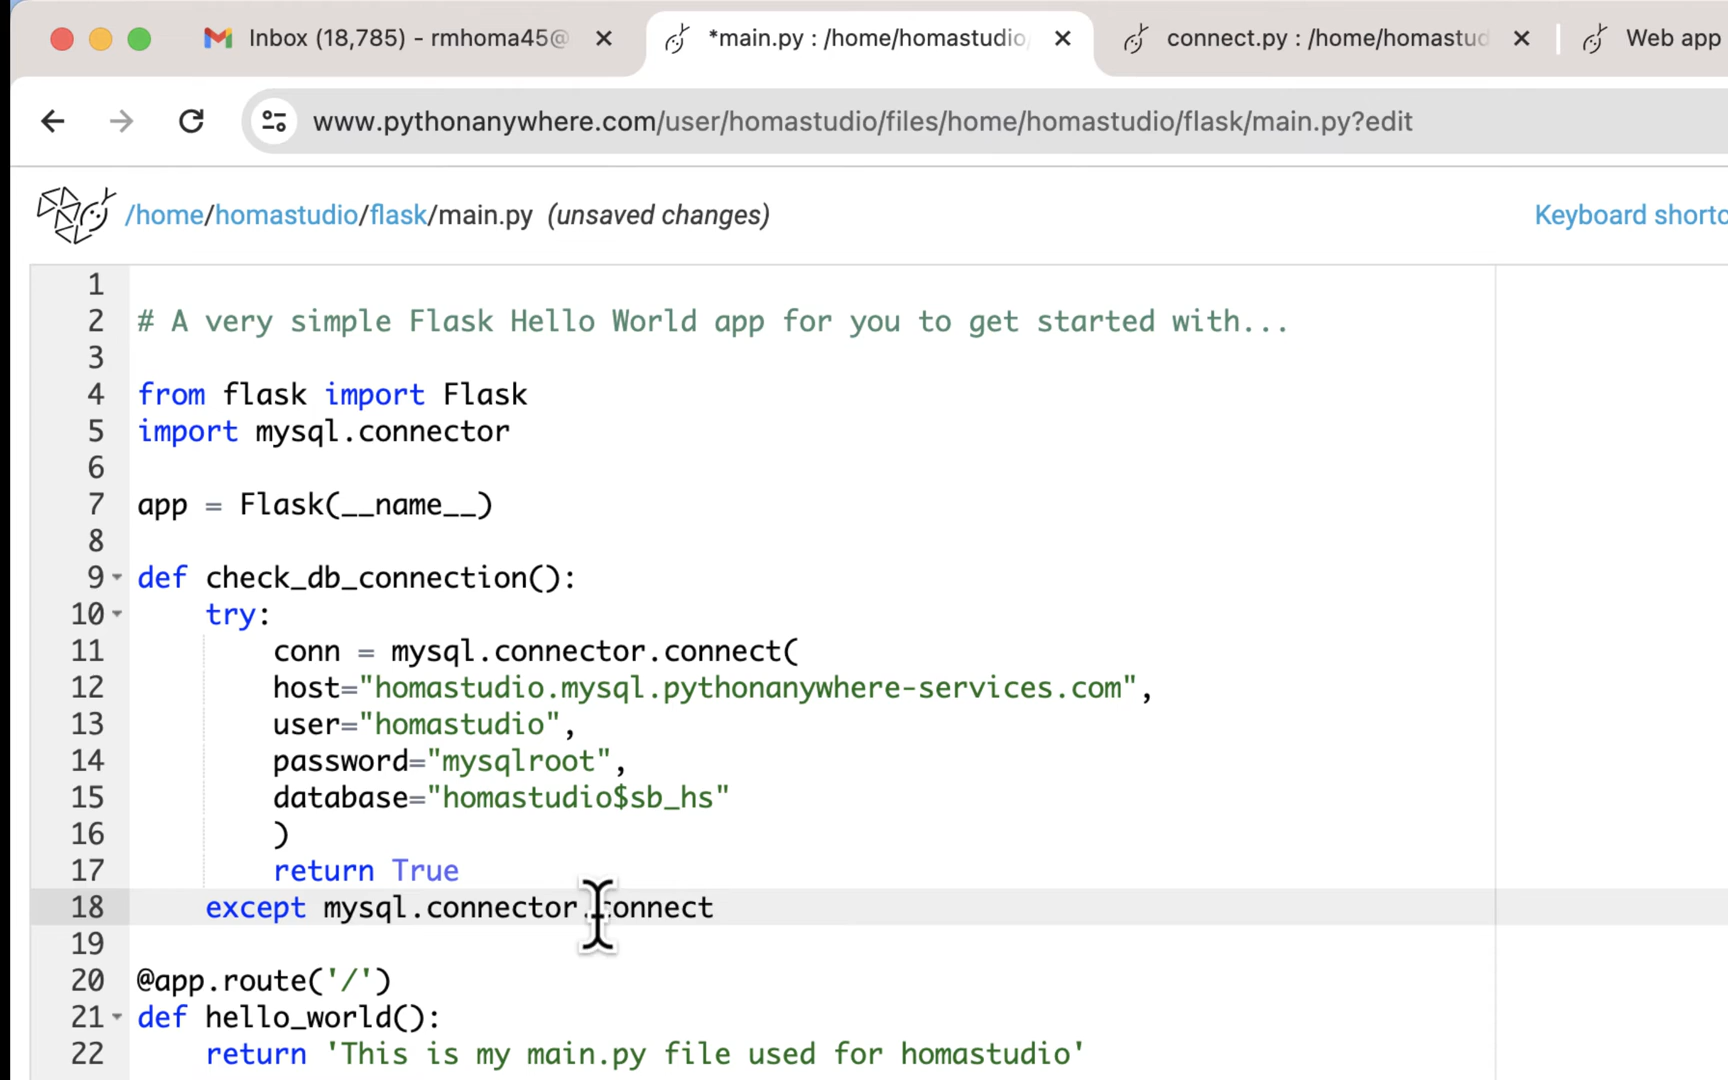 Inbox (18,785) - rmhoma45@
*main.py : /home/homastudio
connect.py : /home/homastud
Web app
www.pythonanywhere.com/user/homastudio/files/home/homastudio/flask/main.py?edit
/home/homastudio/flask/main.py (unsaved changes)
Keyboard shortc
1
2 # A very simple Flask Hello World app for you to get started with...
3
4 from flask import Flask
5 import mysql.connector
6
7 app = Flask(__name__)
8
9 def check_db_connection():
10 try:
11 conn = mysql.connector.connect(
12 host="homastudio.mysql.pythonanywhere-services.com",
13 user="homastudio",
14 password="mysqlroot",
15 database="homastudio$sb_hs"
16 )
17 return True
18 except mysql.connector.connect
19
20 @app.route('/')
21 def hello_world():
22 return 'This is my main.py file used for homastudio'